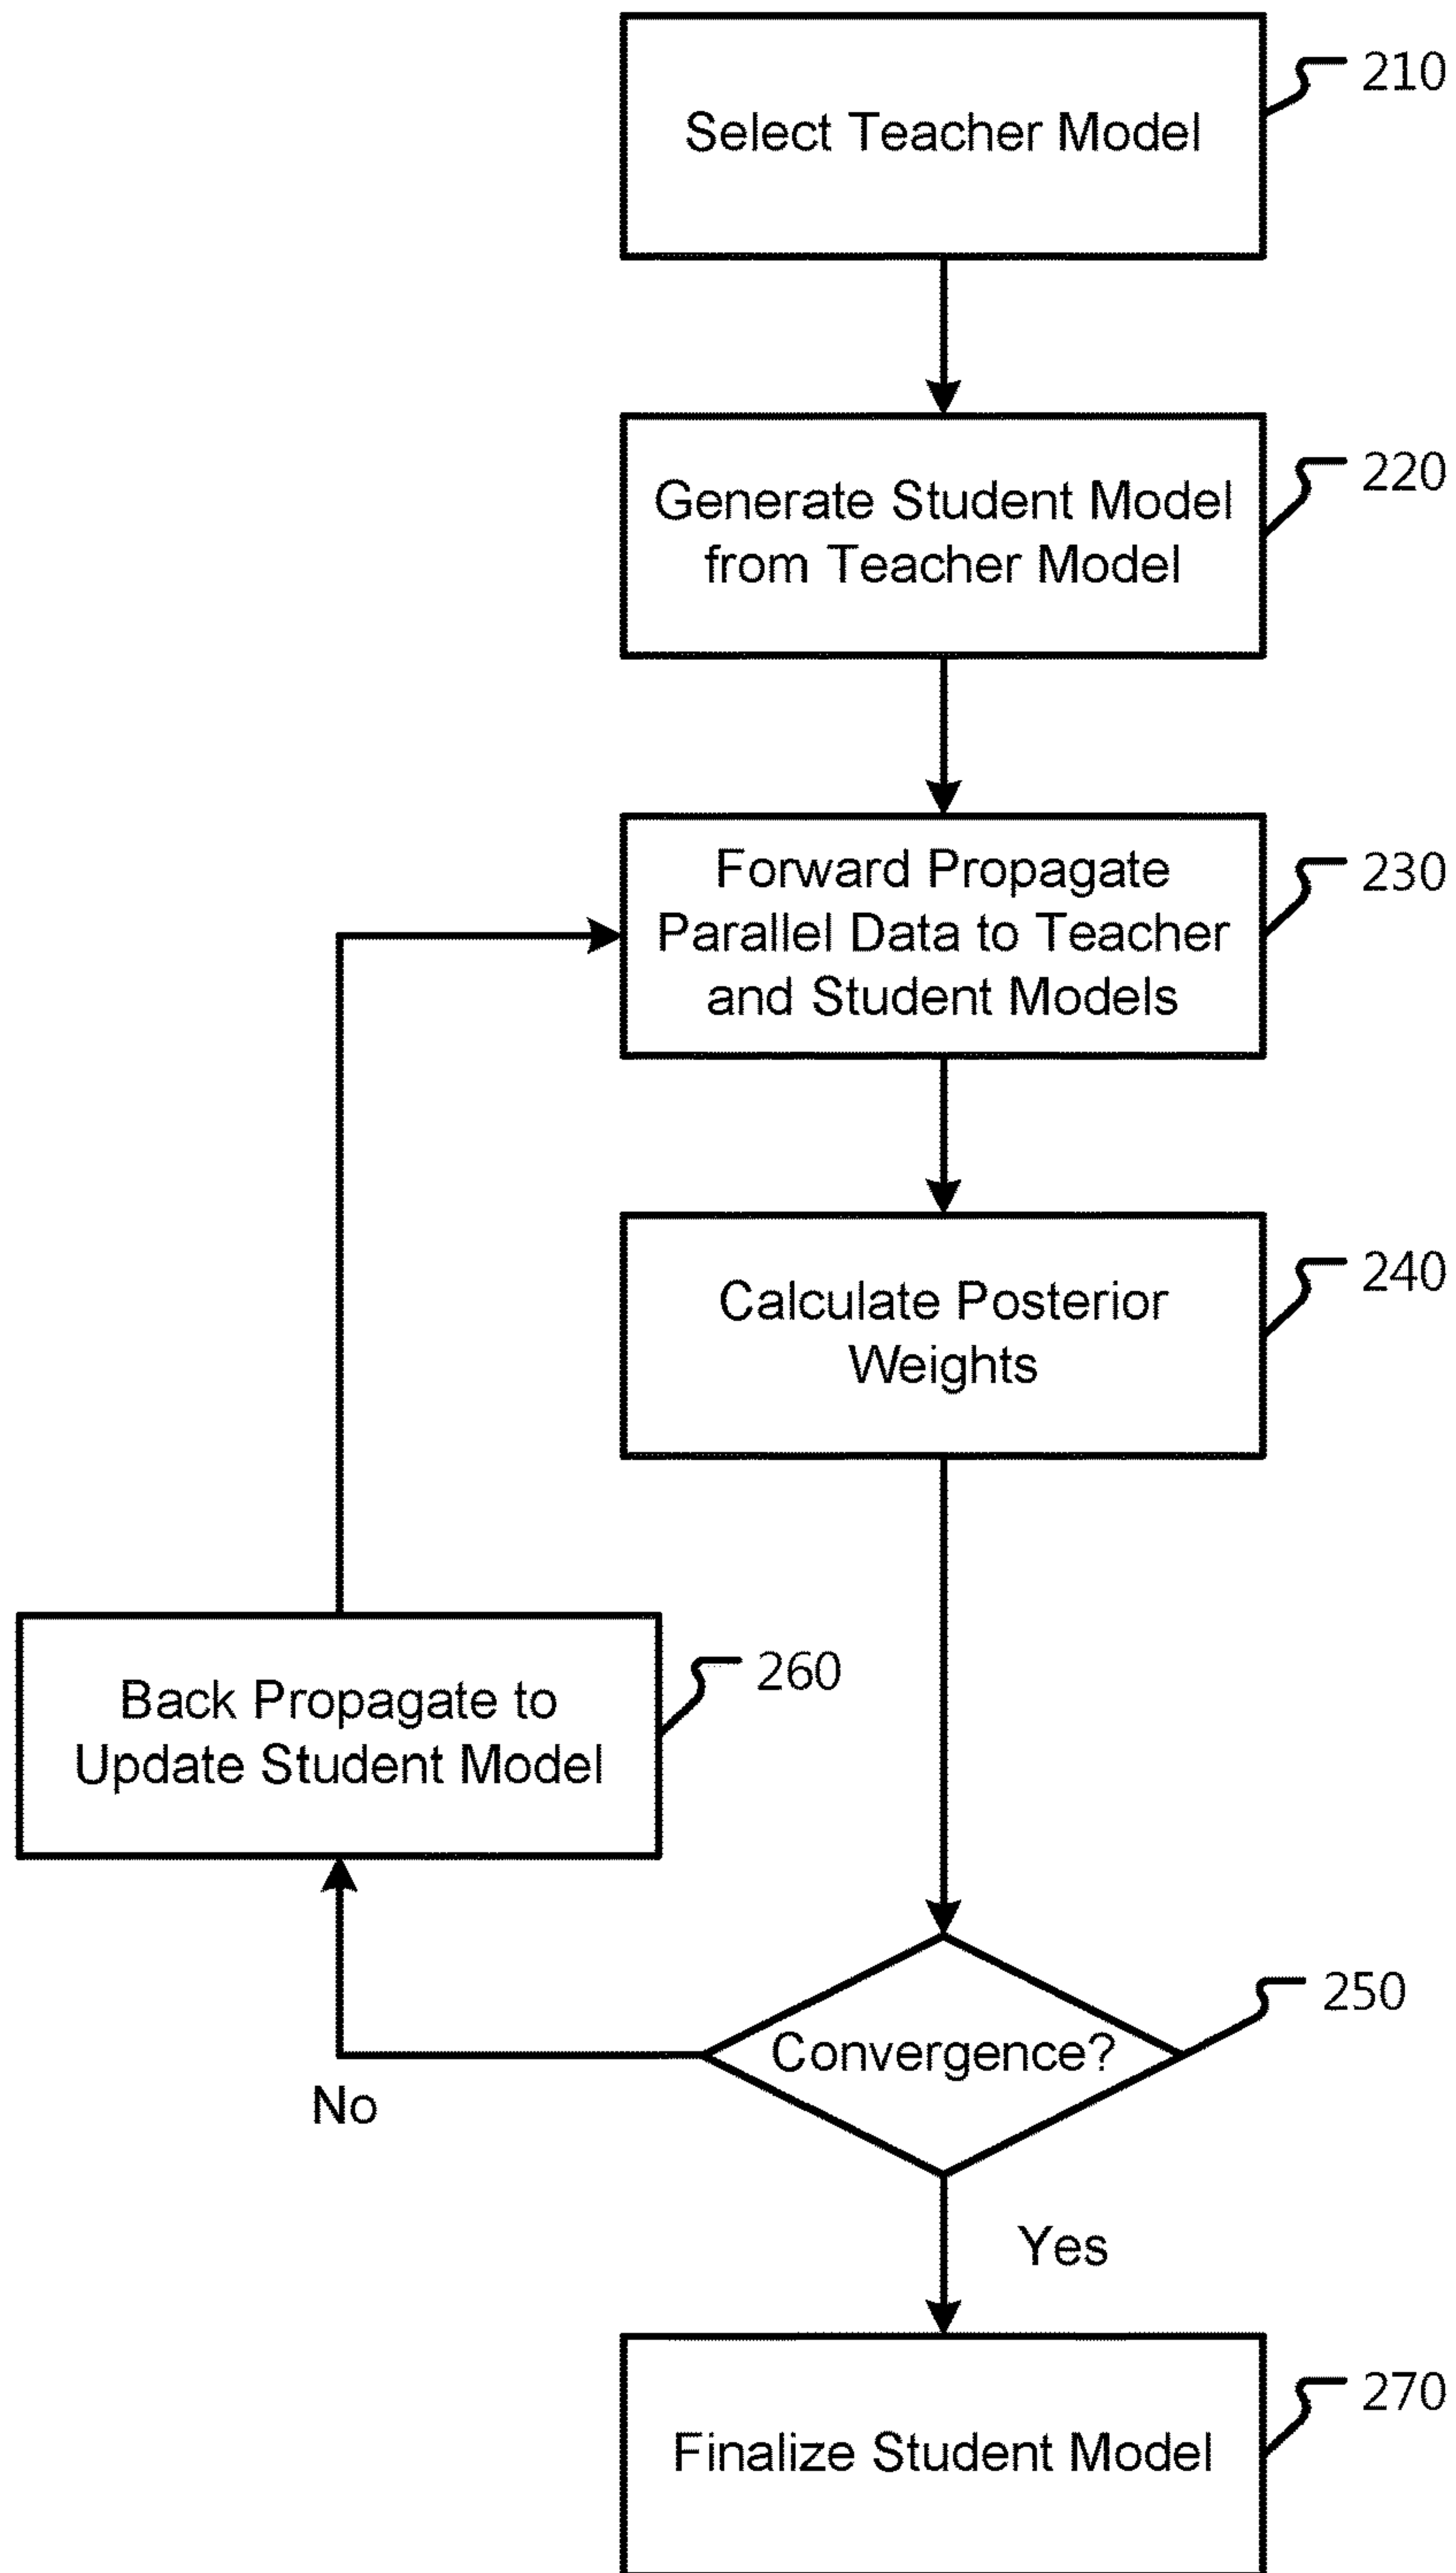 Select Teacher Model
210
Generate Student Model
from Teacher Model
220
Forward Propagate
Parallel Data to Teacher
and Student Models
230
Calculate Posterior
Weights
240
Back Propagate to
Update Student Model
260
Convergence?
250
No
Yes
Finalize Student Model
270